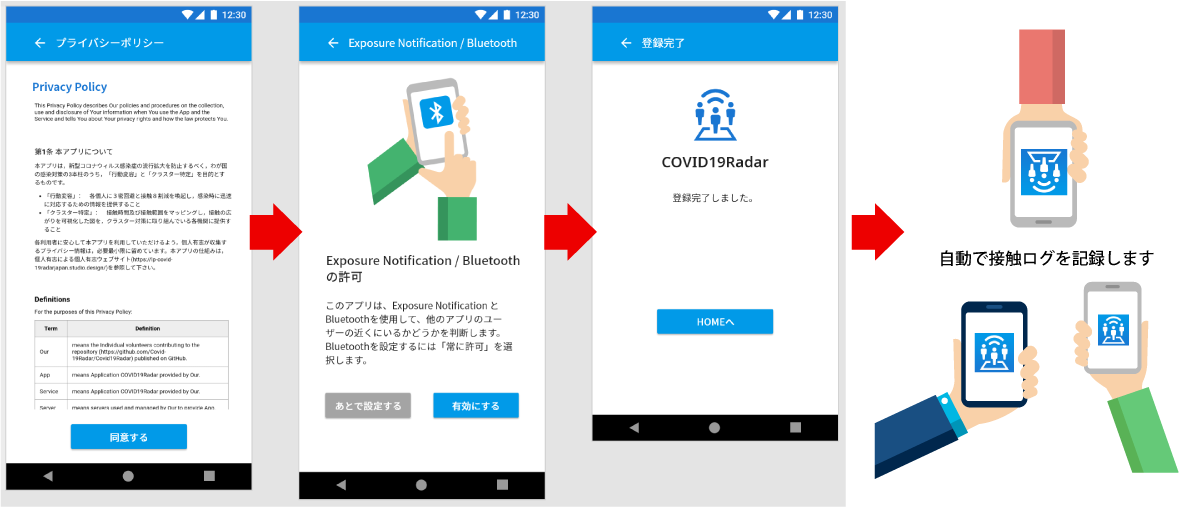 12:30
プライバシーポリシー
Privacy Policy
This Privacy Policy describes Our policies and procedures on the collection,
use and disclosure of Your information when You use the App and the
Service and tells You about Your privacy rights and how the law protects You.
第1条 本アプリについて
本アプリは、新型コロナウィルス感染症の流行拡大を防止するべく、わが国
の感染対策の3本柱のうち、「行動変容」と「クラスター特定」を目的とす
るものです。
• 「行動変容」： 各個人に３密回避と接触８割減を喚起し、感染時に迅速
に対応するための情報を提供すること
• 「クラスター特定」： 接触時間及び接触範囲をマッピングし、接触の広
がりを可視化した図を、クラスター対策に取り組んでいる各機関に提供す
ること
各利用者に安心して本アプリを利用していただけるよう、個人有志が収集す
るプライバシー情報は、必要最小限に留めています。本アプリの仕組みは、
個人有志による個人有志ウェブサイト(https://lp-covid-
19radarjapan.studio.design/)を参照して下さい。
Definitions
For the purposes of this Privacy Policy:
Term Definition
Our means the Individual volunteers contributing to the
repository (https://github.com/Covid-
19Radar/Covid19Radar) published on GitHub.
App means Application COVID19Radar provided by Our.
Service means Application COVID19Radar provided by Our.
Server means servers used and managed by Our to provide App
同意する
12:30
Exposure Notification / Bluetooth
Exposure Notification / Bluetooth
の許可
このアプリは、Exposure Notification と
Bluetoothを使用して、他のアプリのユー
ザーの近くにいるかどうかを判断します。
Bluetoothを設定するには「常に許可」を選
択します。
あとで設定する
有効にする
12:30
登録完了
COVID19Radar
登録完了しました。
HOMEへ
自動で接触ログを記録します